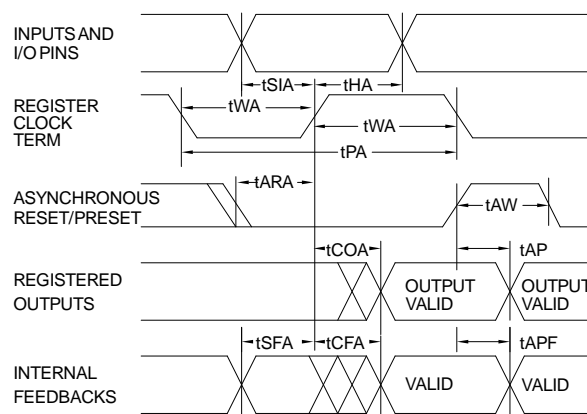 INPUTS AND
I/O PINS
tSIA
tHA
REGISTER
CLOCK
TERM
tWA
tWA
tPA
tARA
ASYNCHRONOUS
RESET/PRESET
tAW
tCOA
tAP
REGISTERED
OUTPUTS
OUTPUT
VALID
OUTPUT
VALID
tSFA
tCFA
tAPF
INTERNAL
FEEDBACKS
VALID
VALID